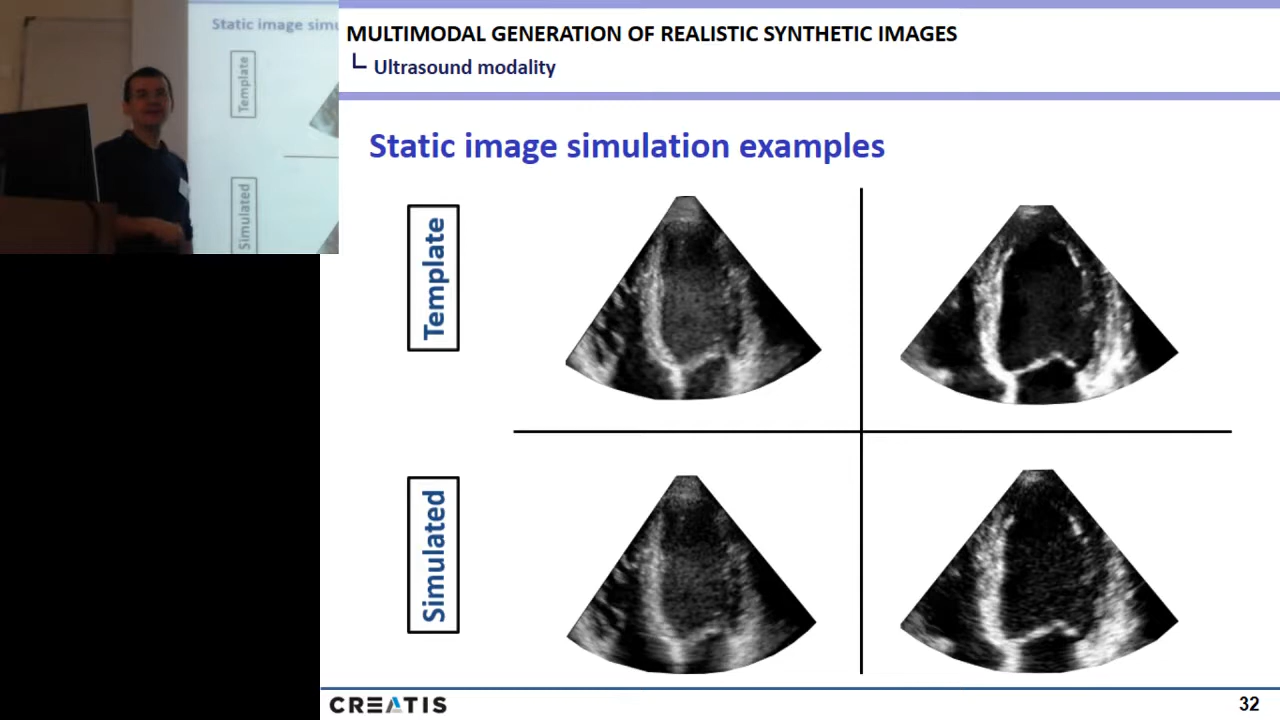 Static image simu
Template
Simulated
MULTIMODAL GENERATION OF REALISTIC SYNTHETIC IMAGES
Ultrasound modality
Static image simulation examples
Template
Simulated
CREATIS
32